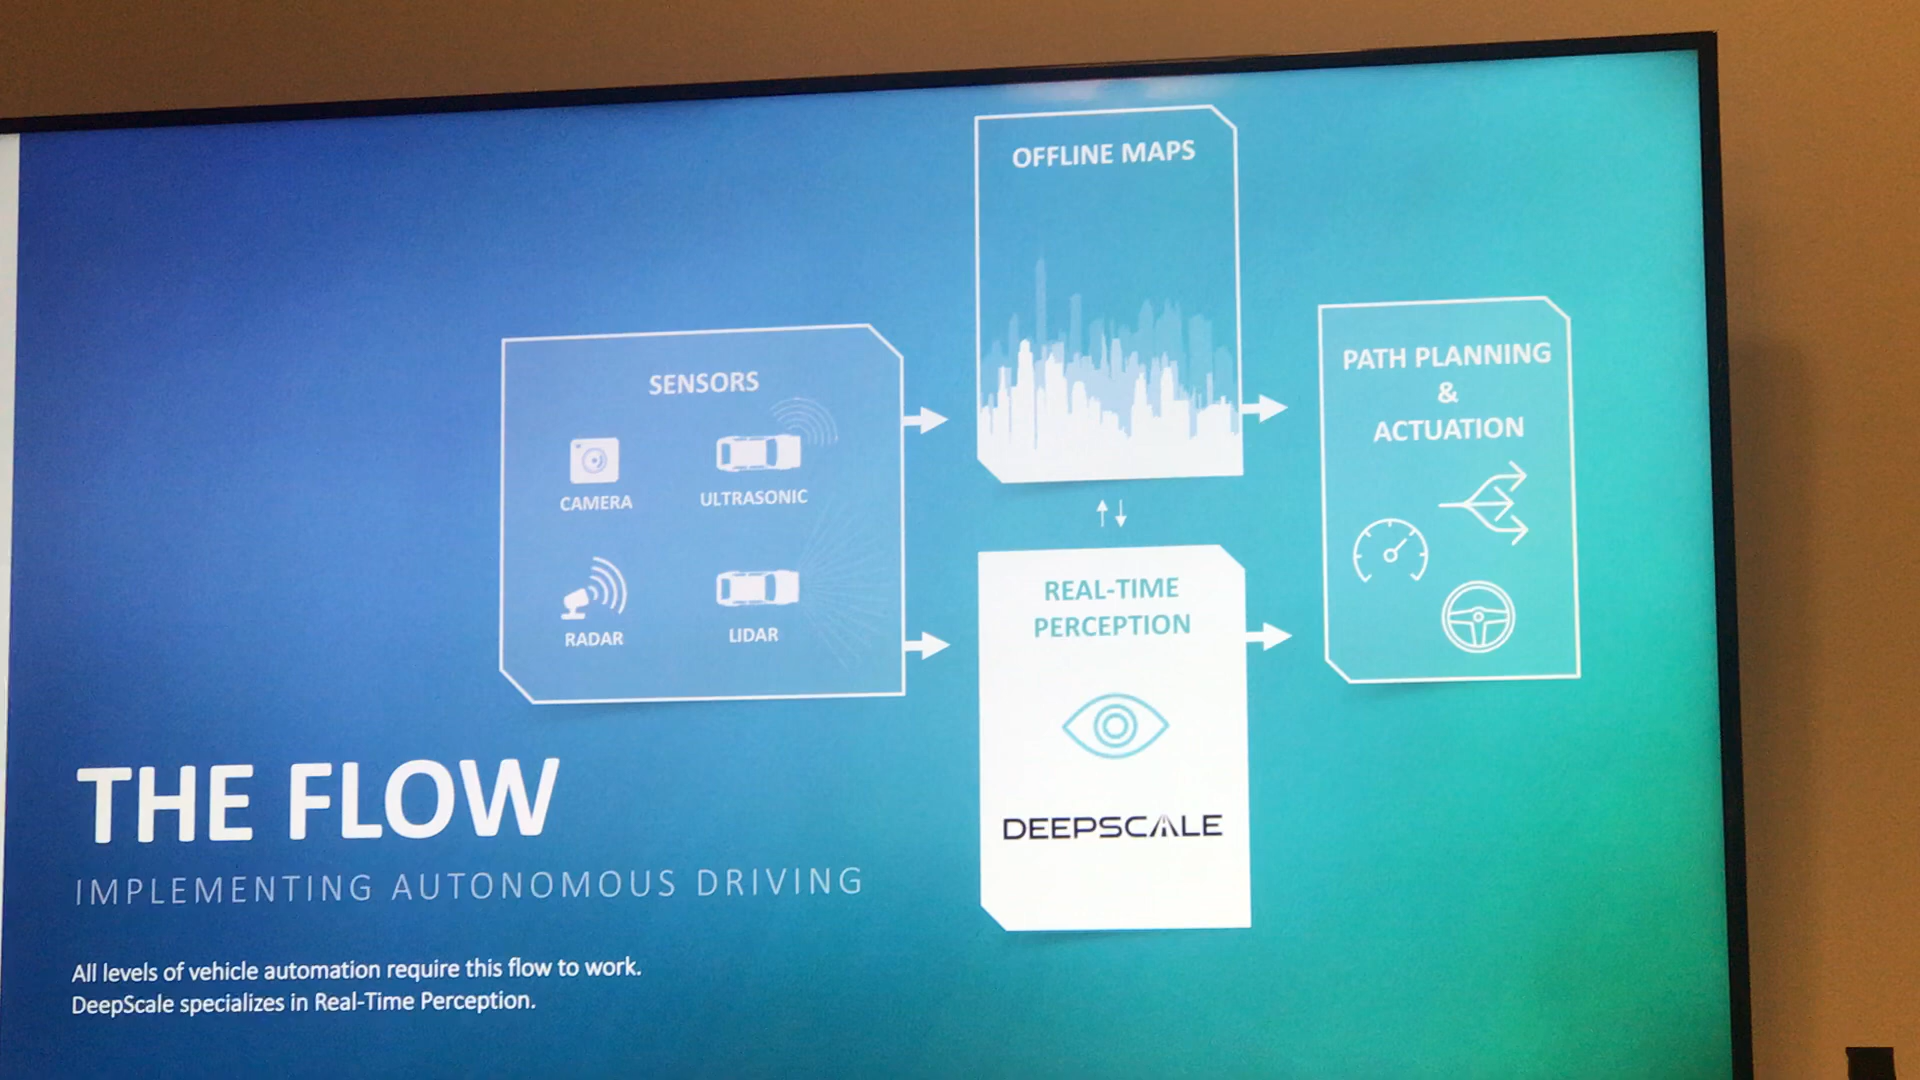 OFFLINE MAPS
SENSORS
CAMERA
ULTRASONIC
RADAR
LIDAR
REAL-TIME
PERCEPTION
DEEPSCALE
PATH PLANNING
&
ACTUATION
THE FLOW
IMPLEMENTING AUTONOMOUS DRIVING
All levels of vehicle automation require this flow to work.
DeepScale specializes in Real-Time Perception.